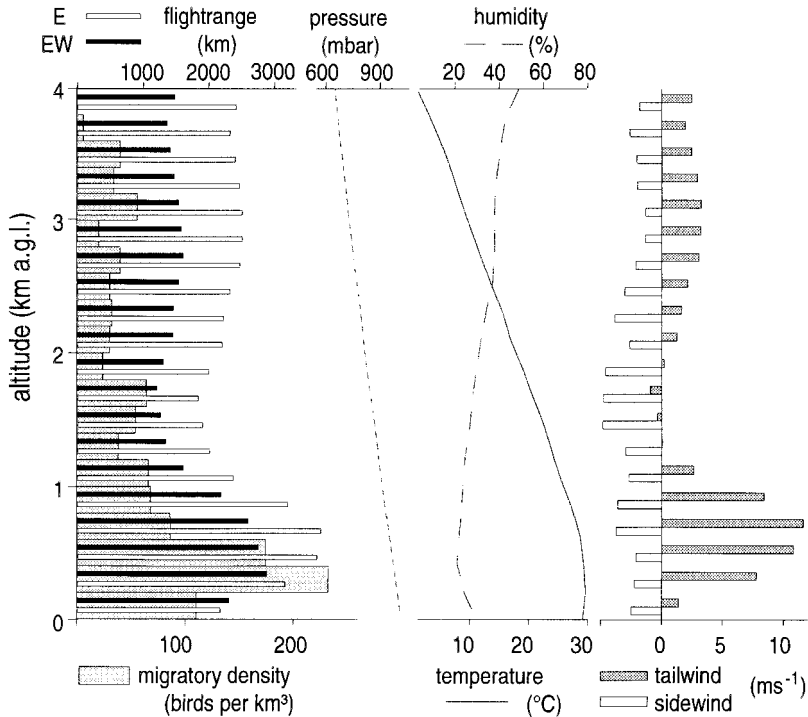 E flightrange pressure humidity
EW (km) (mbar) (%)
1000 2000 3000 600 900 20 40 60 80
4
3
2
1
0
altitude (km a.g.l.)
100 200 10 20 30 0 5 10
migratory density temperature tailwind (ms⁻¹)
(birds per km³) (°C) sidewind